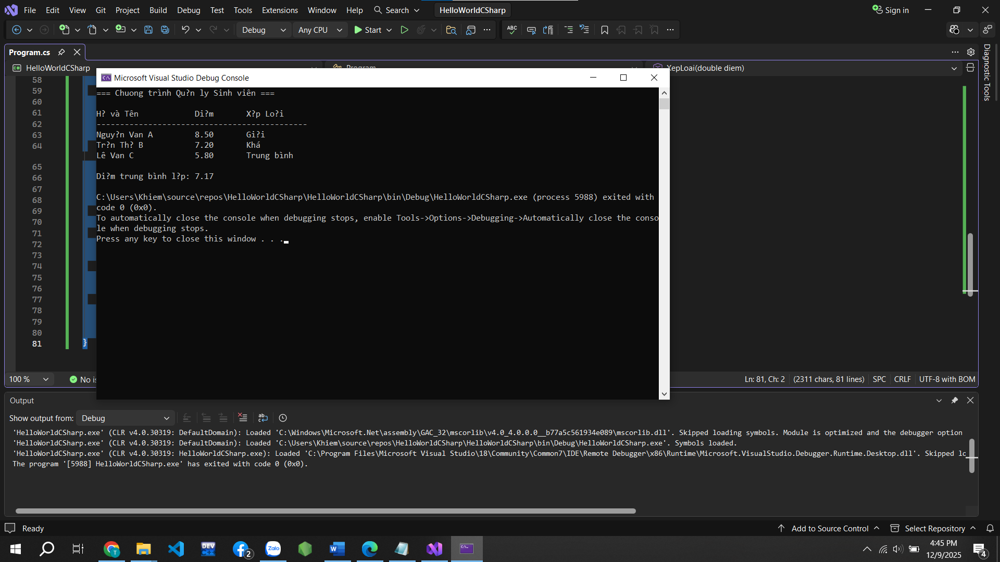 File Edit View Git Project Build Debug Test Tools Extensions Window Help Search HelloWorldCSharp Sign in
Debug Any CPU Start
Program.cs
HelloWorldCSharp Program XepLoai(double diem)
Diagnostic Tools
Microsoft Visual Studio Debug Console
=== Chuong trình Qu?n ly Sinh viên ===
H? và Tên Di?m X?p Lo?i
---------------------------------------------
Nguy?n Van A 8.50 Gi?i
Tr?n Th? B 7.20 Khá
Lê Van C 5.80 Trung bình
Di?m trung bình l?p: 7.17
C:\Users\Khiem\source\repos\HelloWorldCSharp\HelloWorldCSharp\bin\Debug\HelloWorldCSharp.exe (process 5988) exited with
code 0 (0x0).
To automatically close the console when debugging stops, enable Tools->Options->Debugging->Automatically close the conso
le when debugging stops.
Press any key to close this window . . .
58
59
60
61
62
63
64
65
66
67
68
69
70
71
72
73
74
75
76
77
78
79
80
81 }
100 % No is Ln: 81, Ch: 2 (2311 chars, 81 lines) SPC CRLF UTF-8 with BOM
Output
Show output from: Debug
'HelloWorldCSharp.exe' (CLR v4.0.30319: DefaultDomain): Loaded 'C:\Windows\Microsoft.Net\assembly\GAC_32\mscorlib\v4.0_4.0.0.0__b77a5c561934e089\mscorlib.dll'. Skipped loading symbols. Module is optimized and the debugger option
'HelloWorldCSharp.exe' (CLR v4.0.30319: DefaultDomain): Loaded 'C:\Users\Khiem\source\repos\HelloWorldCSharp\HelloWorldCSharp\bin\Debug\HelloWorldCSharp.exe'. Symbols loaded.
'HelloWorldCSharp.exe' (CLR v4.0.30319: HelloWorldCSharp.exe): Loaded 'C:\Program Files\Microsoft Visual Studio\18\Community\Common7\IDE\Remote Debugger\x86\Runtime\Microsoft.VisualStudio.Debugger.Runtime.Desktop.dll'. Skipped lo
The program '[5988] HelloWorldCSharp.exe' has exited with code 0 (0x0).
Ready Add to Source Control Select Repository
DEV C++ 2 Zalo 4:45 PM
12/9/2025 4